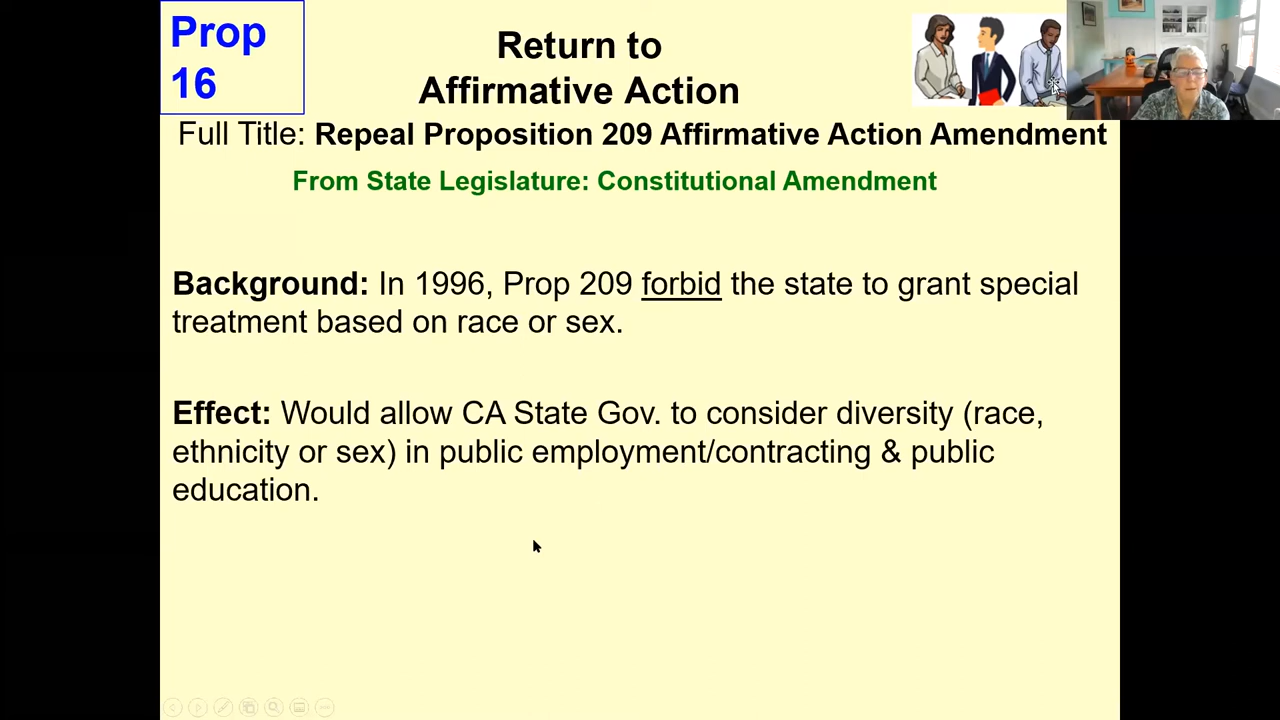 Prop
16
Return to
Affirmative Action
Full Title: Repeal Proposition 209 Affirmative Action Amendment
From State Legislature: Constitutional Amendment
Background: In 1996, Prop 209 forbid the state to grant special
treatment based on race or sex.
Effect: Would allow CA State Gov. to consider diversity (race,
ethnicity or sex) in public employment/contracting & public
education.